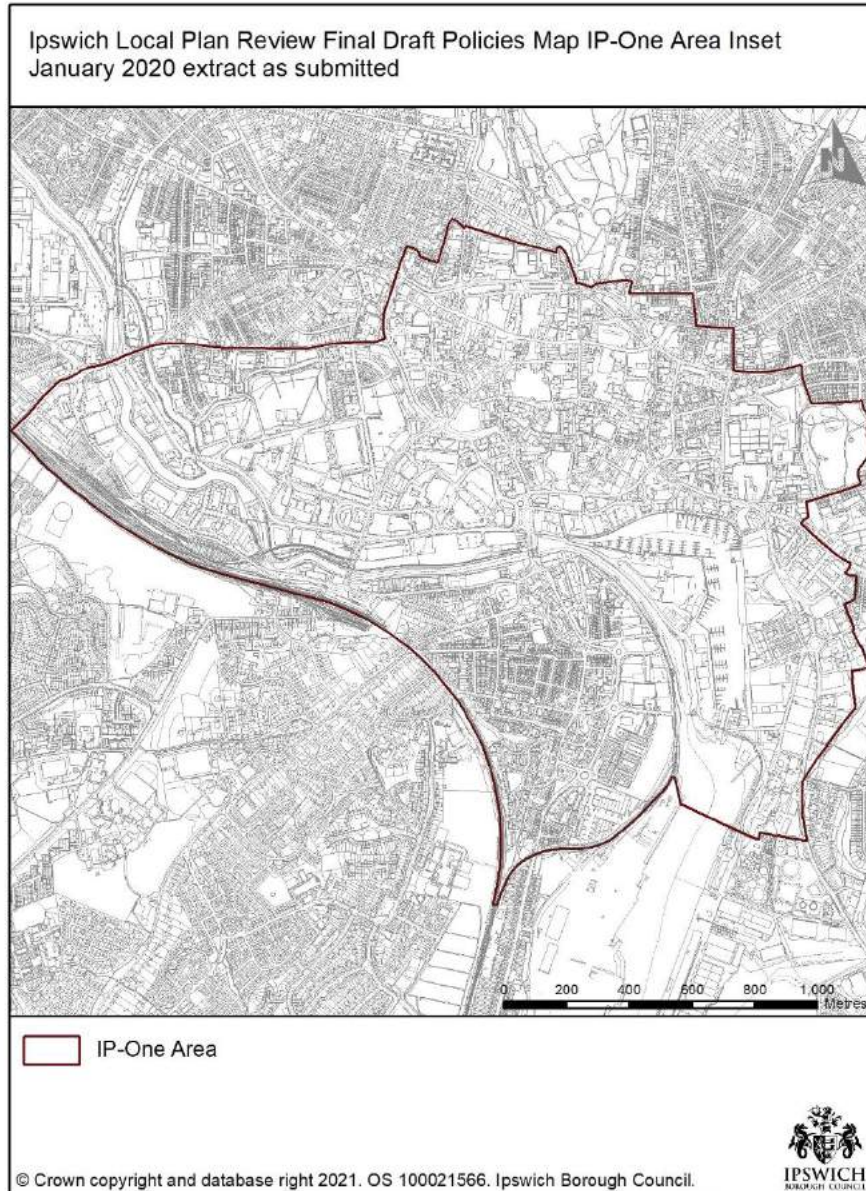 Ipswich Local Plan Review Final Draft Policies Map IP-One Area Inset
January 2020 extract as submitted
N
0 200 400 600 800 1,000
Metres
IP-One Area
IPSWICH
BOROUGH COUNCIL
© Crown copyright and database right 2021. OS 100021566. Ipswich Borough Council.